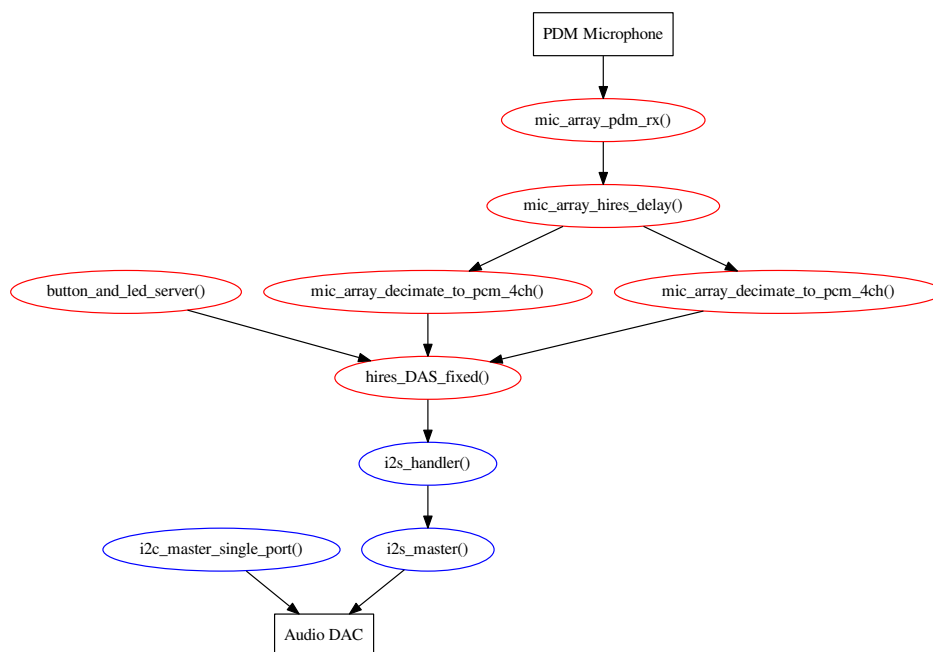 PDM Microphone
mic_array_pdm_rx()
mic_array_hires_delay()
button_and_led_server()
mic_array_decimate_to_pcm_4ch()
mic_array_decimate_to_pcm_4ch()
hires_DAS_fixed()
i2s_handler()
i2c_master_single_port()
i2s_master()
Audio DAC